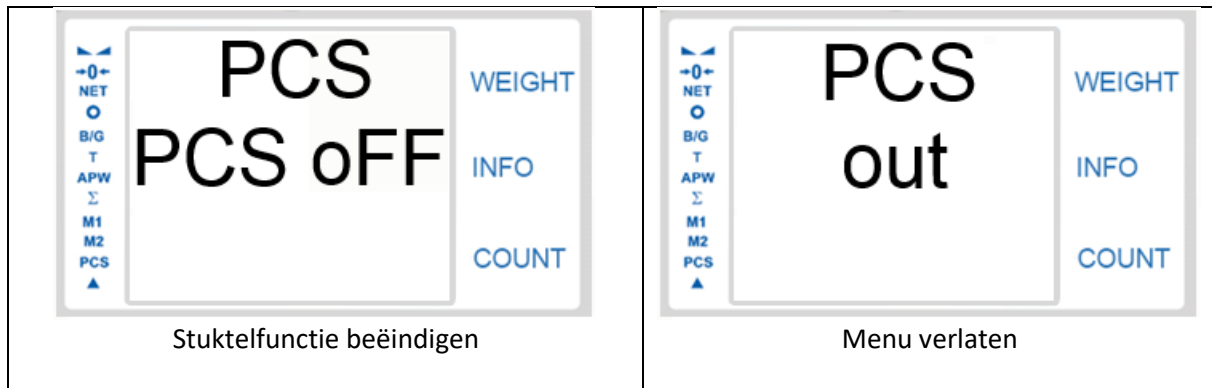 PCS
PCS oFF
→0←
NET
B/G
T
APW
Σ
M1
M2
PCS
WEIGHT
INFO
COUNT
Stuktelfunctie beëindigen
PCS
out
→0←
NET
B/G
T
APW
Σ
M1
M2
PCS
WEIGHT
INFO
COUNT
Menu verlaten